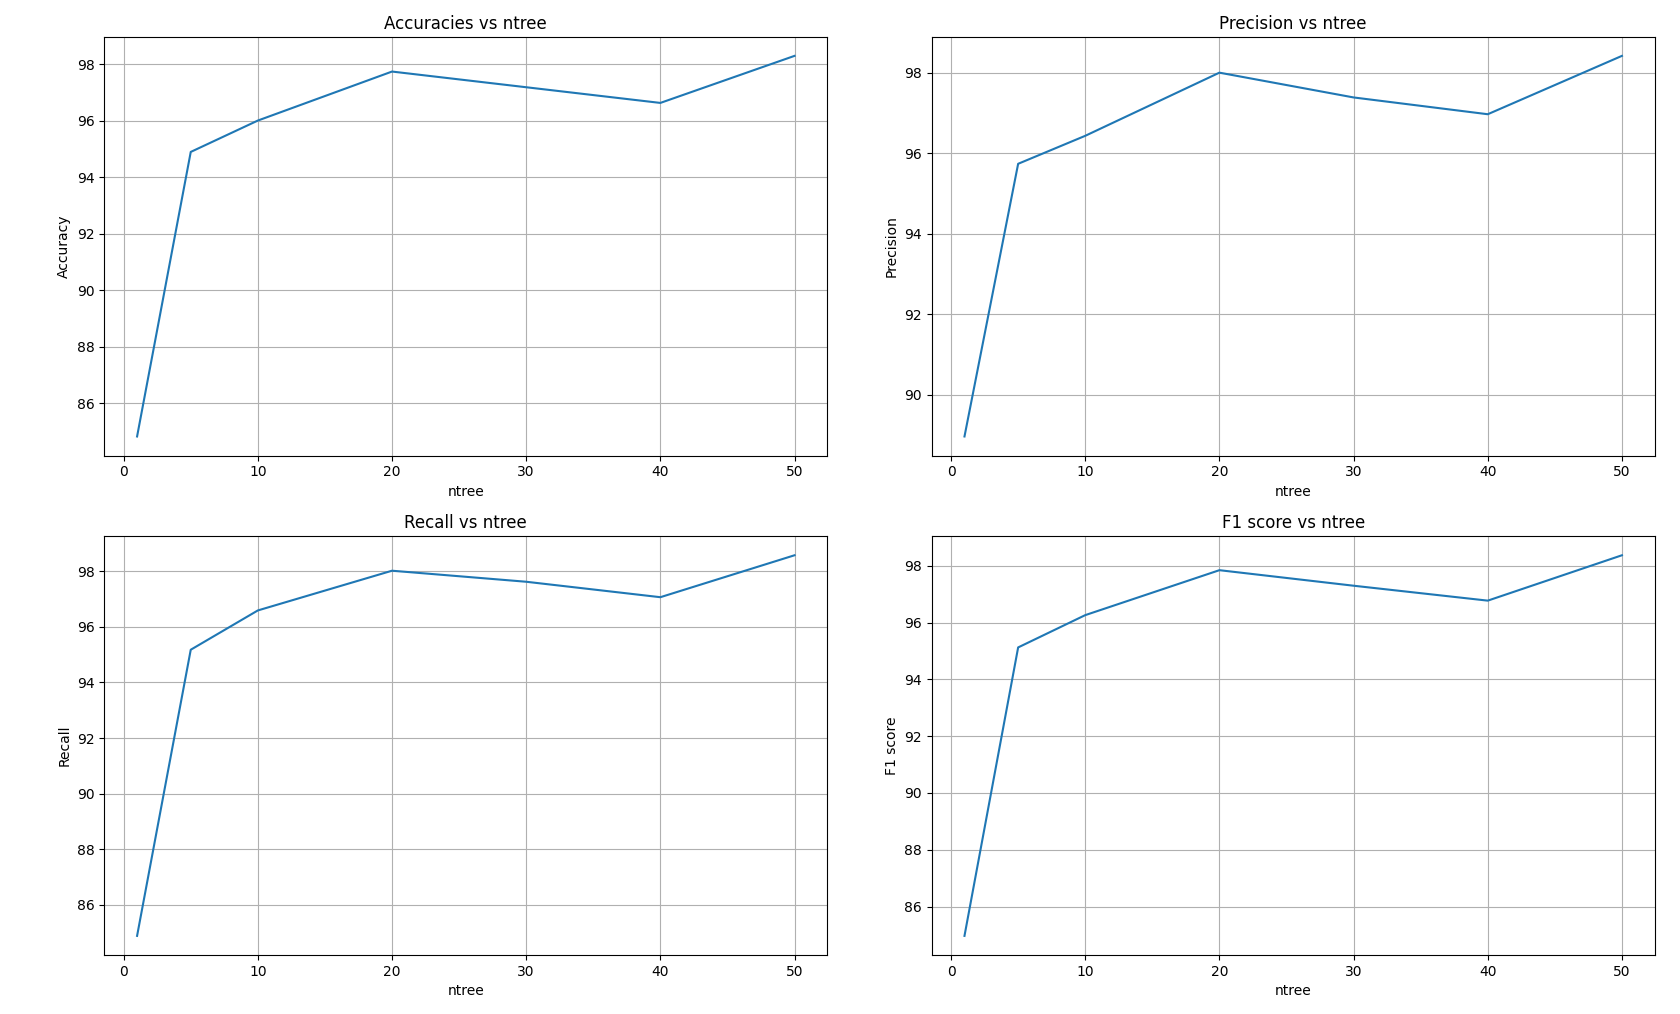 Accuracies vs ntree
Accuracy
98
96
94
92
90
88
86
0 10 20 30 40 50
ntree
Precision vs ntree
Precision
98
96
94
92
90
0 10 20 30 40 50
ntree
Recall vs ntree
Recall
98
96
94
92
90
88
86
0 10 20 30 40 50
ntree
F1 score vs ntree
F1 score
98
96
94
92
90
88
86
0 10 20 30 40 50
ntree